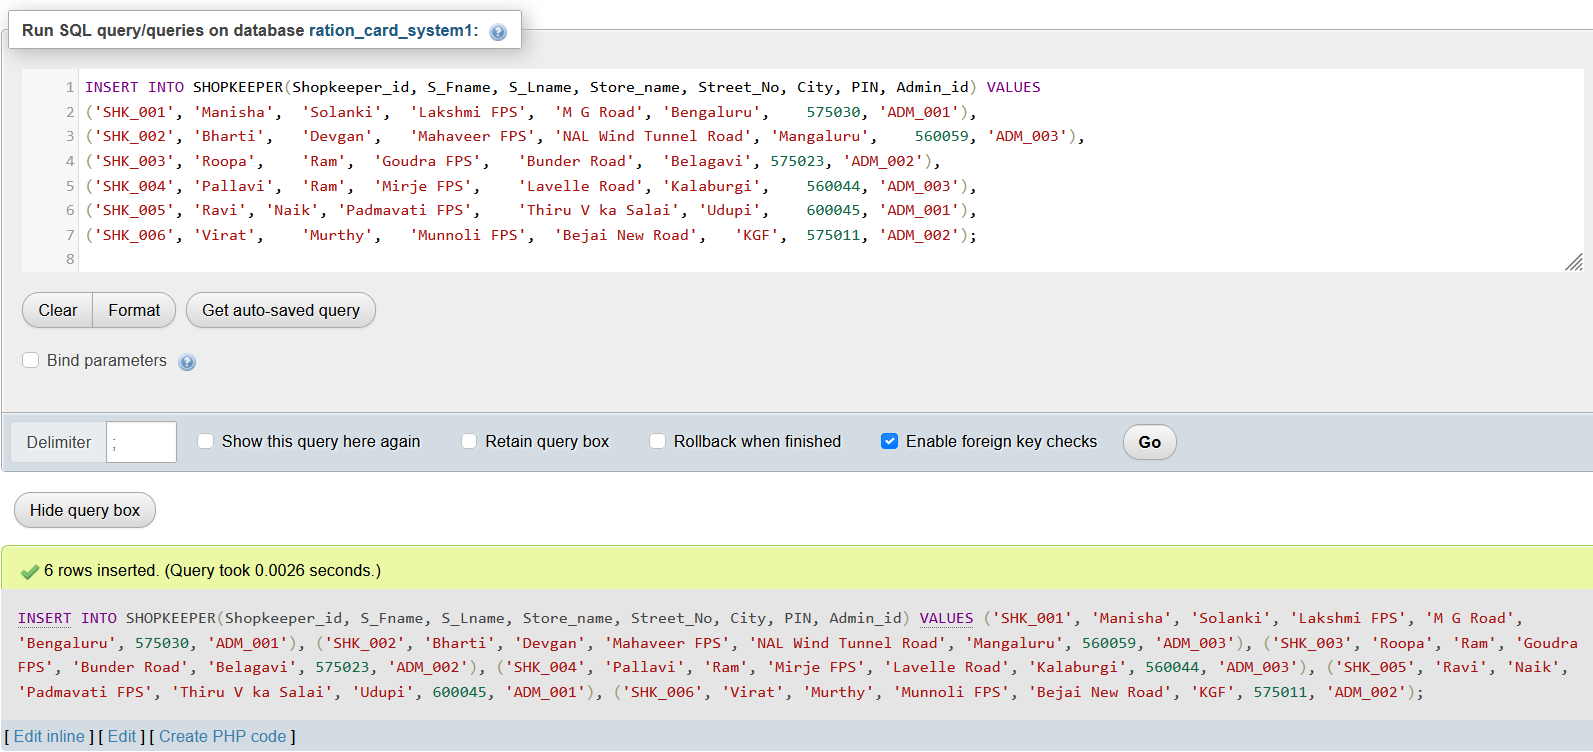 Run SQL query/queries on database ration_card_system1:
1 INSERT INTO SHOPKEEPER(Shopkeeper_id, S_Fname, S_Lname, Store_name, Street_No, City, PIN, Admin_id) VALUES
2 ('SHK_001', 'Manisha', 'Solanki', 'Lakshmi FPS', 'M G Road', 'Bengaluru', 575030, 'ADM_001'),
3 ('SHK_002', 'Bharti', 'Devgan', 'Mahaveer FPS', 'NAL Wind Tunnel Road', 'Mangaluru', 560059, 'ADM_003'),
4 ('SHK_003', 'Roopa', 'Ram', 'Goudra FPS', 'Bunder Road', 'Belagavi', 575023, 'ADM_002'),
5 ('SHK_004', 'Pallavi', 'Ram', 'Mirje FPS', 'Lavelle Road', 'Kalaburgi', 560044, 'ADM_003'),
6 ('SHK_005', 'Ravi', 'Naik', 'Padmavati FPS', 'Thiru V ka Salai', 'Udupi', 600045, 'ADM_001'),
7 ('SHK_006', 'Virat', 'Murthy', 'Munnoli FPS', 'Bejai New Road', 'KGF', 575011, 'ADM_002');
8
Clear Format Get auto-saved query
Bind parameters
Delimiter ; Show this query here again Retain query box Rollback when finished Enable foreign key checks Go
Hide query box
6 rows inserted. (Query took 0.0026 seconds.)
INSERT INTO SHOPKEEPER(Shopkeeper_id, S_Fname, S_Lname, Store_name, Street_No, City, PIN, Admin_id) VALUES ('SHK_001', 'Manisha', 'Solanki', 'Lakshmi FPS', 'M G Road',
'Bengaluru', 575030, 'ADM_001'), ('SHK_002', 'Bharti', 'Devgan', 'Mahaveer FPS', 'NAL Wind Tunnel Road', 'Mangaluru', 560059, 'ADM_003'), ('SHK_003', 'Roopa', 'Ram', 'Goudra
FPS', 'Bunder Road', 'Belagavi', 575023, 'ADM_002'), ('SHK_004', 'Pallavi', 'Ram', 'Mirje FPS', 'Lavelle Road', 'Kalaburgi', 560044, 'ADM_003'), ('SHK_005', 'Ravi', 'Naik',
'Padmavati FPS', 'Thiru V ka Salai', 'Udupi', 600045, 'ADM_001'), ('SHK_006', 'Virat', 'Murthy', 'Munnoli FPS', 'Bejai New Road', 'KGF', 575011, 'ADM_002');
[ Edit inline ] [ Edit ] [ Create PHP code ]